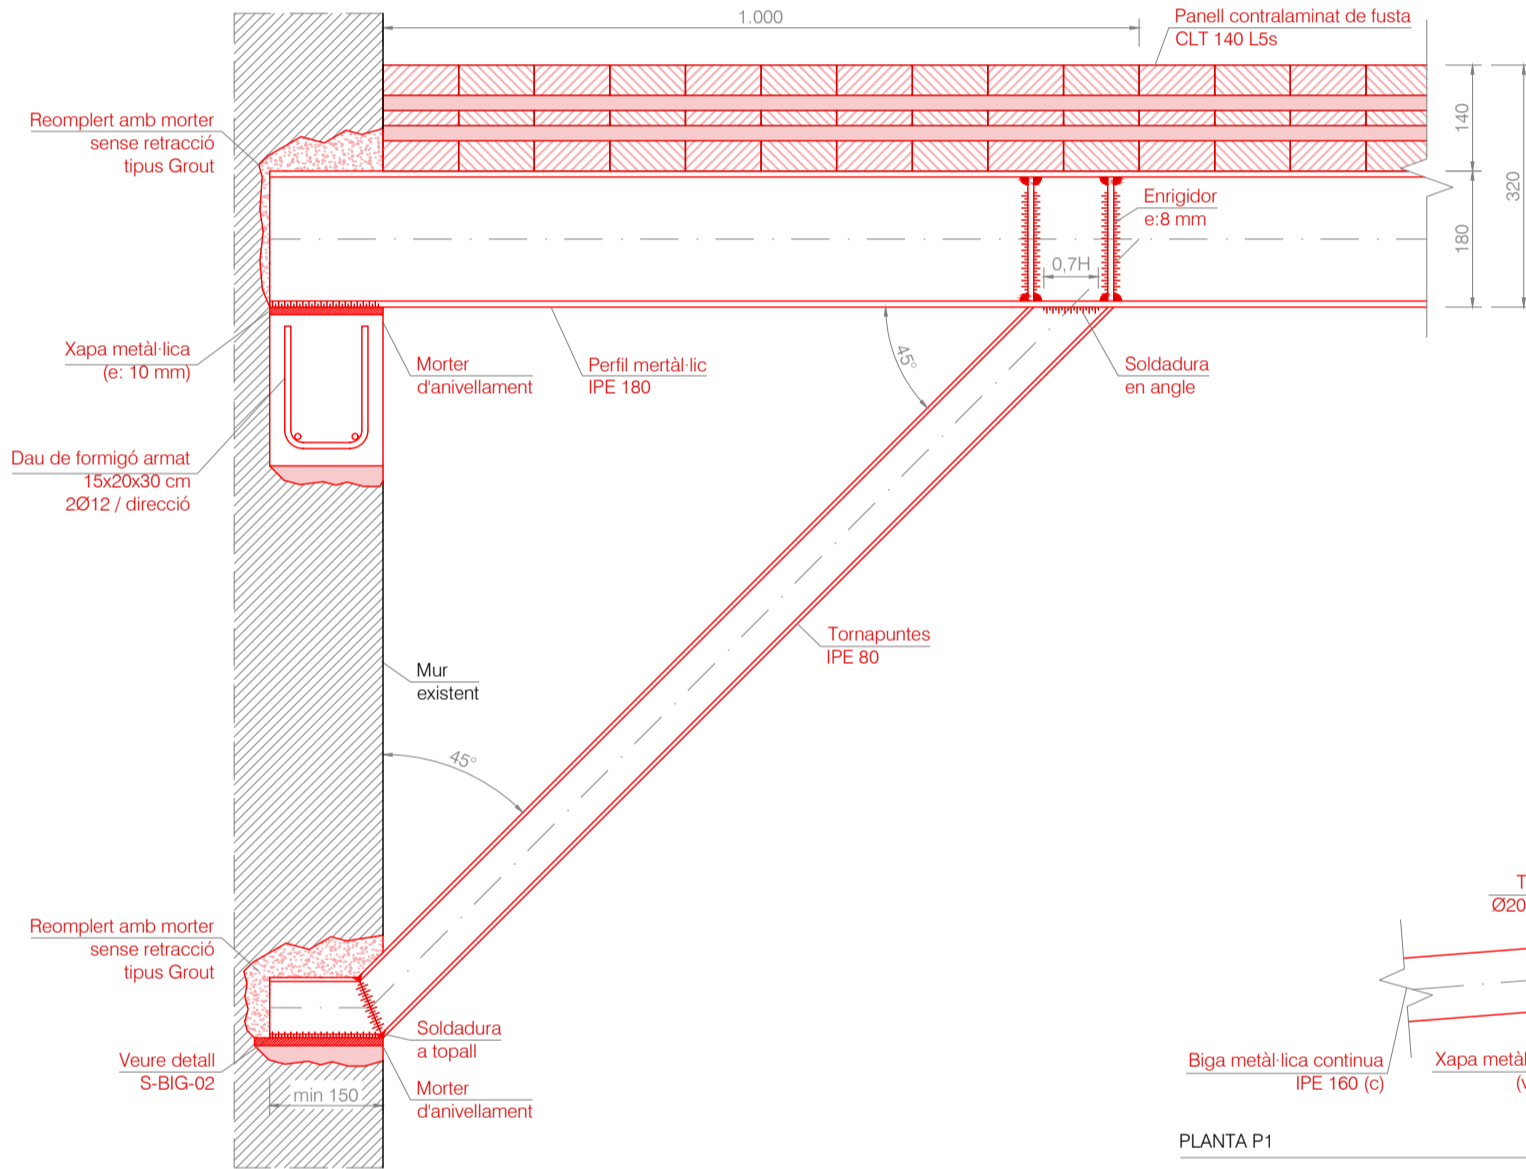 1.000
Panell contralaminat de fusta
CLT 140 L5s
Reomplert amb morter
sense retracció
tipus Grout
140
320
180
Enrigidor
e:8 mm
0,7H
Xapa metàl·lica
(e: 10 mm)
Morter
d'anivellament
Perfil mertàl·lic
IPE 180
45°
Soldadura
en angle
Dau de formigó armat
15x20x30 cm
2Ø12 / direcció
Tornapuntes
IPE 80
Mur
existent
45°
Reomplert amb morter
sense retracció
tipus Grout
Soldadura
a topall
Veure detall
S-BIG-02
min 150
Morter
d'anivellament
T
Ø20
Biga metàl·lica continua
IPE 160 (c)
Xapa metàl
(v
PLANTA P1